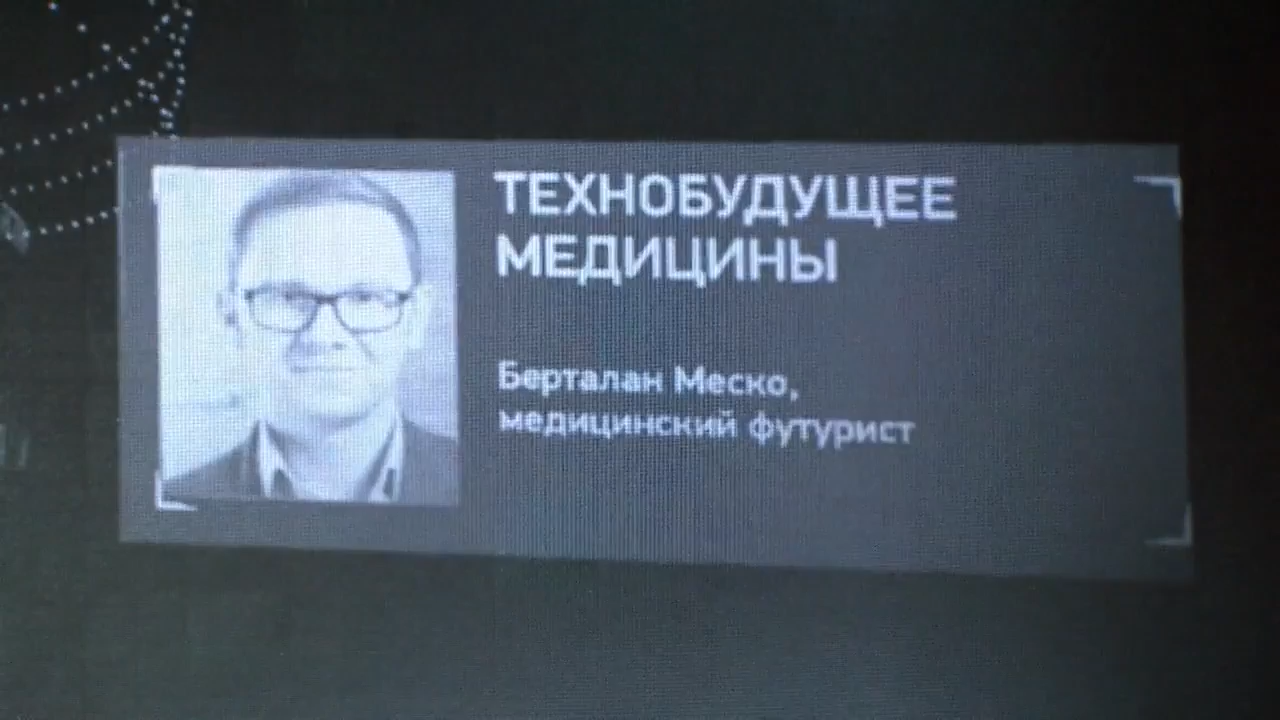 ТЕХНОБУДУЩЕЕ
МЕДИЦИНЫ
Берталан Меско,
медицинский футурист